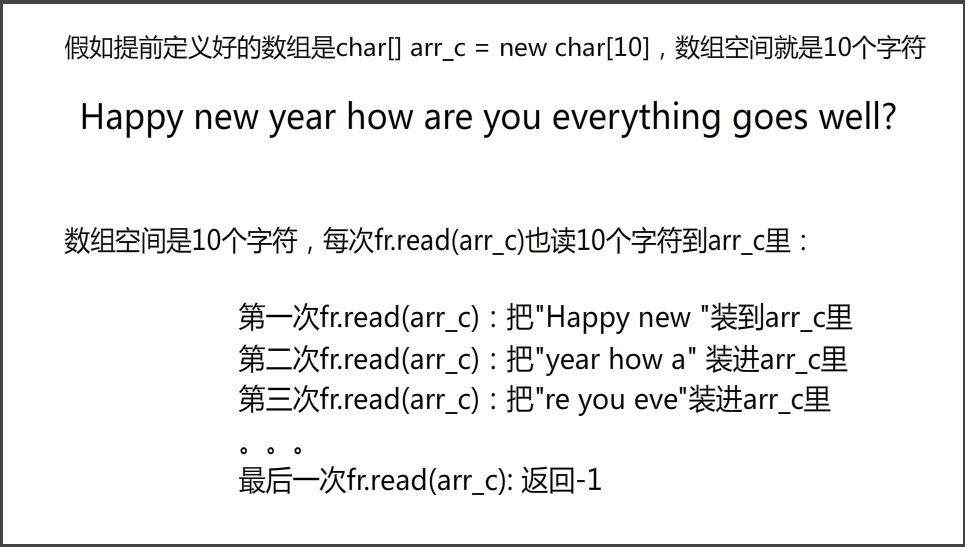 假如提前定义好的数组是char[] arr_c = new char[10]，数组空间就是10个字符
Happy new year how are you everything goes well?
数组空间是10个字符，每次fr.read(arr_c)也读10个字符到arr_c里：
第一次fr.read(arr_c)：把"Happy new "装到arr_c里
第二次fr.read(arr_c)：把"year how a" 装进arr_c里
第三次fr.read(arr_c)：把"re you eve"装进arr_c里
。。。
最后一次fr.read(arr_c): 返回-1